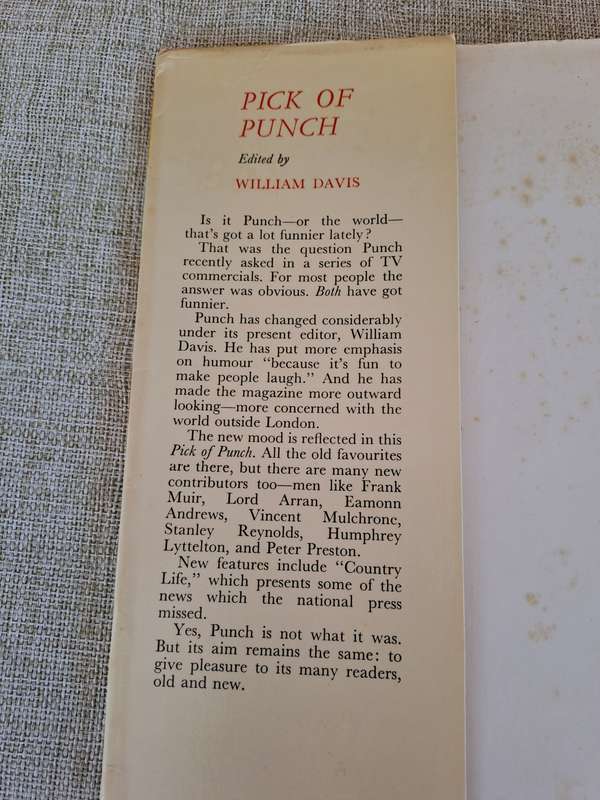 PICK OF
PUNCH
Edited by
WILLIAM DAVIS
Is it Punch—or the world—
that's got a lot funnier lately?
That was the question Punch
recently asked in a series of TV
commercials. For most people the
answer was obvious. Both have got
funnier.
Punch has changed considerably
under its present editor, William
Davis. He has put more emphasis
on humour "because it's fun to
make people laugh." And he has
made the magazine more outward
looking—more concerned with the
world outside London.
The new mood is reflected in this
Pick of Punch. All the old favourites
are there, but there are many new
contributors too—men like Frank
Muir, Lord Arran, Eamonn
Andrews, Vincent Mulchrone,
Stanley Reynolds, Humphrey
Lyttelton, and Peter Preston.
New features include "Country
Life," which presents some of the
news which the national press
missed.
Yes, Punch is not what it was.
But its aim remains the same: to
give pleasure to its many readers,
old and new.